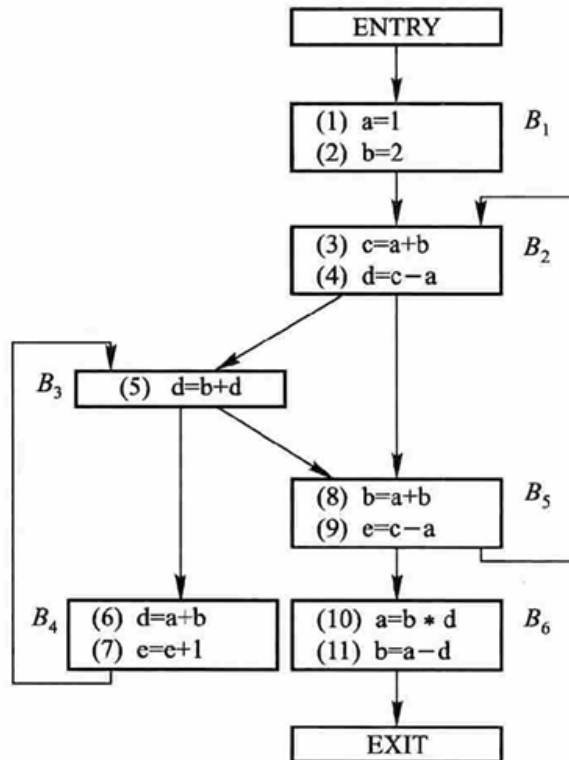 ENTRY
(1) a=1
(2) b=2
B1
(3) c=a+b
(4) d=c−a
B2
B3
(5) d=b+d
(8) b=a+b
(9) e=c−a
B5
B4
(6) d=a+b
(7) e=e+1
(10) a=b * d
(11) b=a−d
B6
EXIT